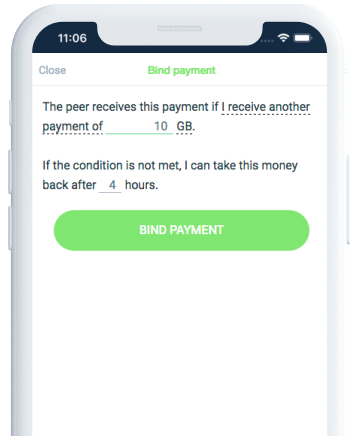 11:06
Close Bind payment
The peer receives this payment if I receive another
payment of 10 GB.
If the condition is not met, I can take this money
back after 4 hours.
BIND PAYMENT